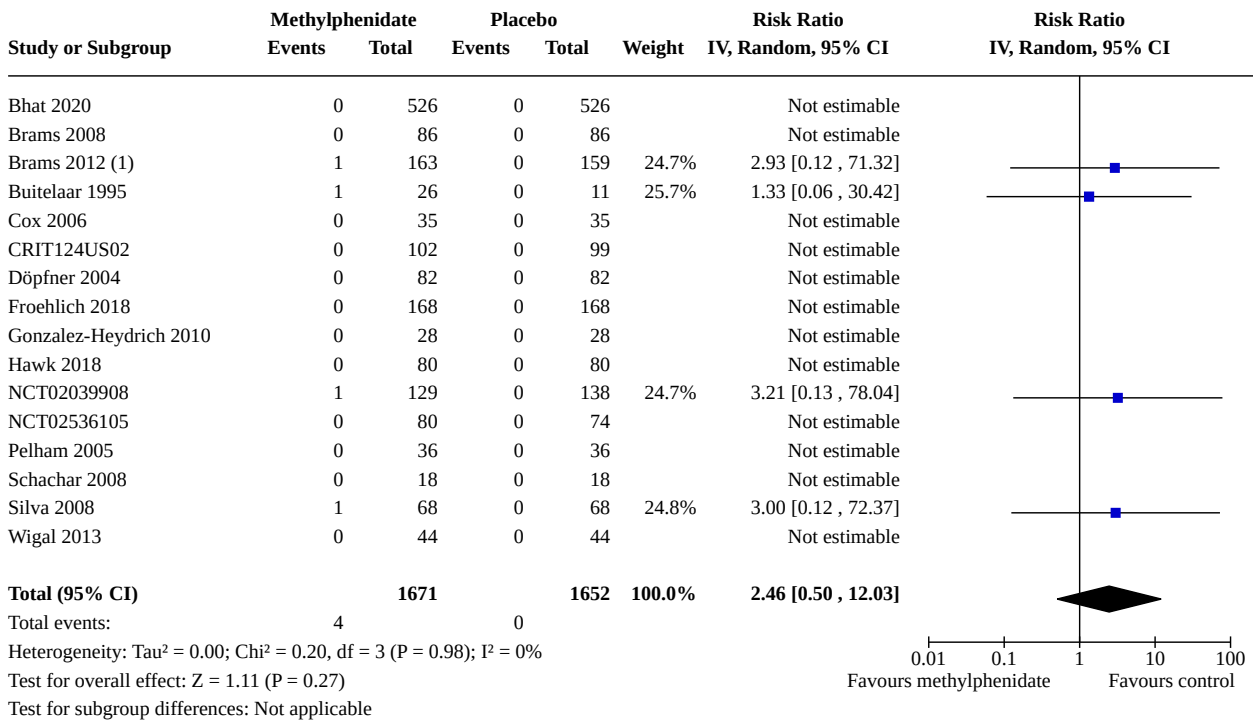 Methylphenidate Placebo Risk Ratio Risk Ratio
Study or Subgroup Events Total Events Total Weight IV, Random, 95% CI IV, Random, 95% CI
Bhat 2020 0 526 0 526 Not estimable
Brams 2008 0 86 0 86 Not estimable
Brams 2012 (1) 1 163 0 159 24.7% 2.93 [0.12 , 71.32]
Buitelaar 1995 1 26 0 11 25.7% 1.33 [0.06 , 30.42]
Cox 2006 0 35 0 35 Not estimable
CRIT124US02 0 102 0 99 Not estimable
Döpfner 2004 0 82 0 82 Not estimable
Froehlich 2018 0 168 0 168 Not estimable
Gonzalez-Heydrich 2010 0 28 0 28 Not estimable
Hawk 2018 0 80 0 80 Not estimable
NCT02039908 1 129 0 138 24.7% 3.21 [0.13 , 78.04]
NCT02536105 0 80 0 74 Not estimable
Pelham 2005 0 36 0 36 Not estimable
Schachar 2008 0 18 0 18 Not estimable
Silva 2008 1 68 0 68 24.8% 3.00 [0.12 , 72.37]
Wigal 2013 0 44 0 44 Not estimable
Total (95% CI) 1671 1652 100.0% 2.46 [0.50 , 12.03]
Total events: 4 0
Heterogeneity: Tau² = 0.00; Chi² = 0.20, df = 3 (P = 0.98); I² = 0%
0.01 0.1 1 10 100
Test for overall effect: Z = 1.11 (P = 0.27) Favours methylphenidate Favours control
Test for subgroup differences: Not applicable